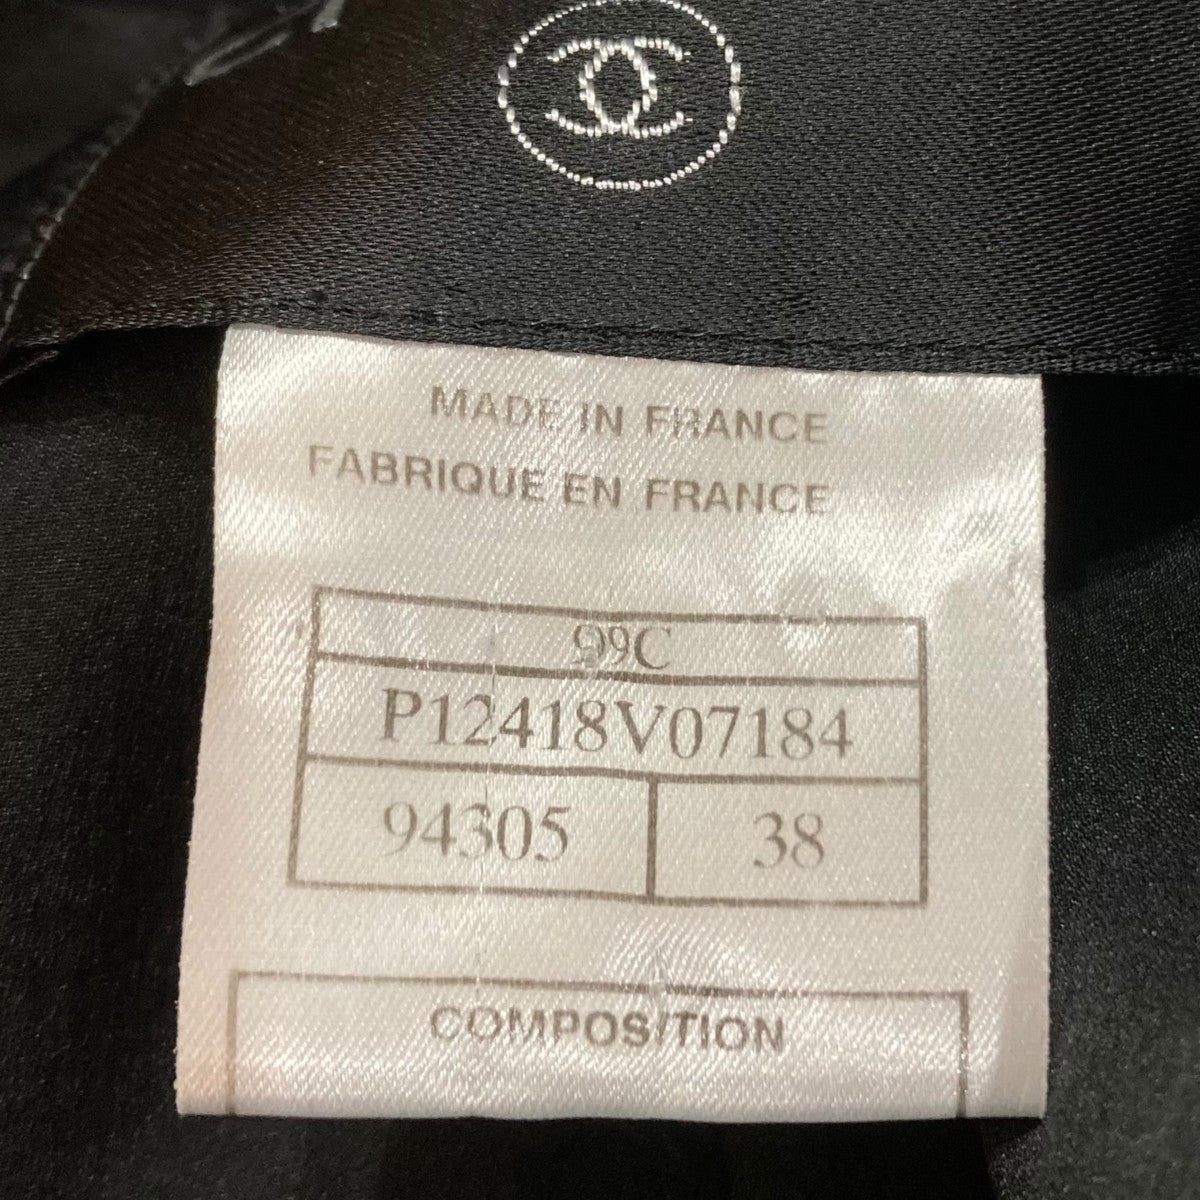 MADE IN FRANCE
FABRIQUE EN FRANCE
99C
P12418V07184
94305 38
COMPOSITION